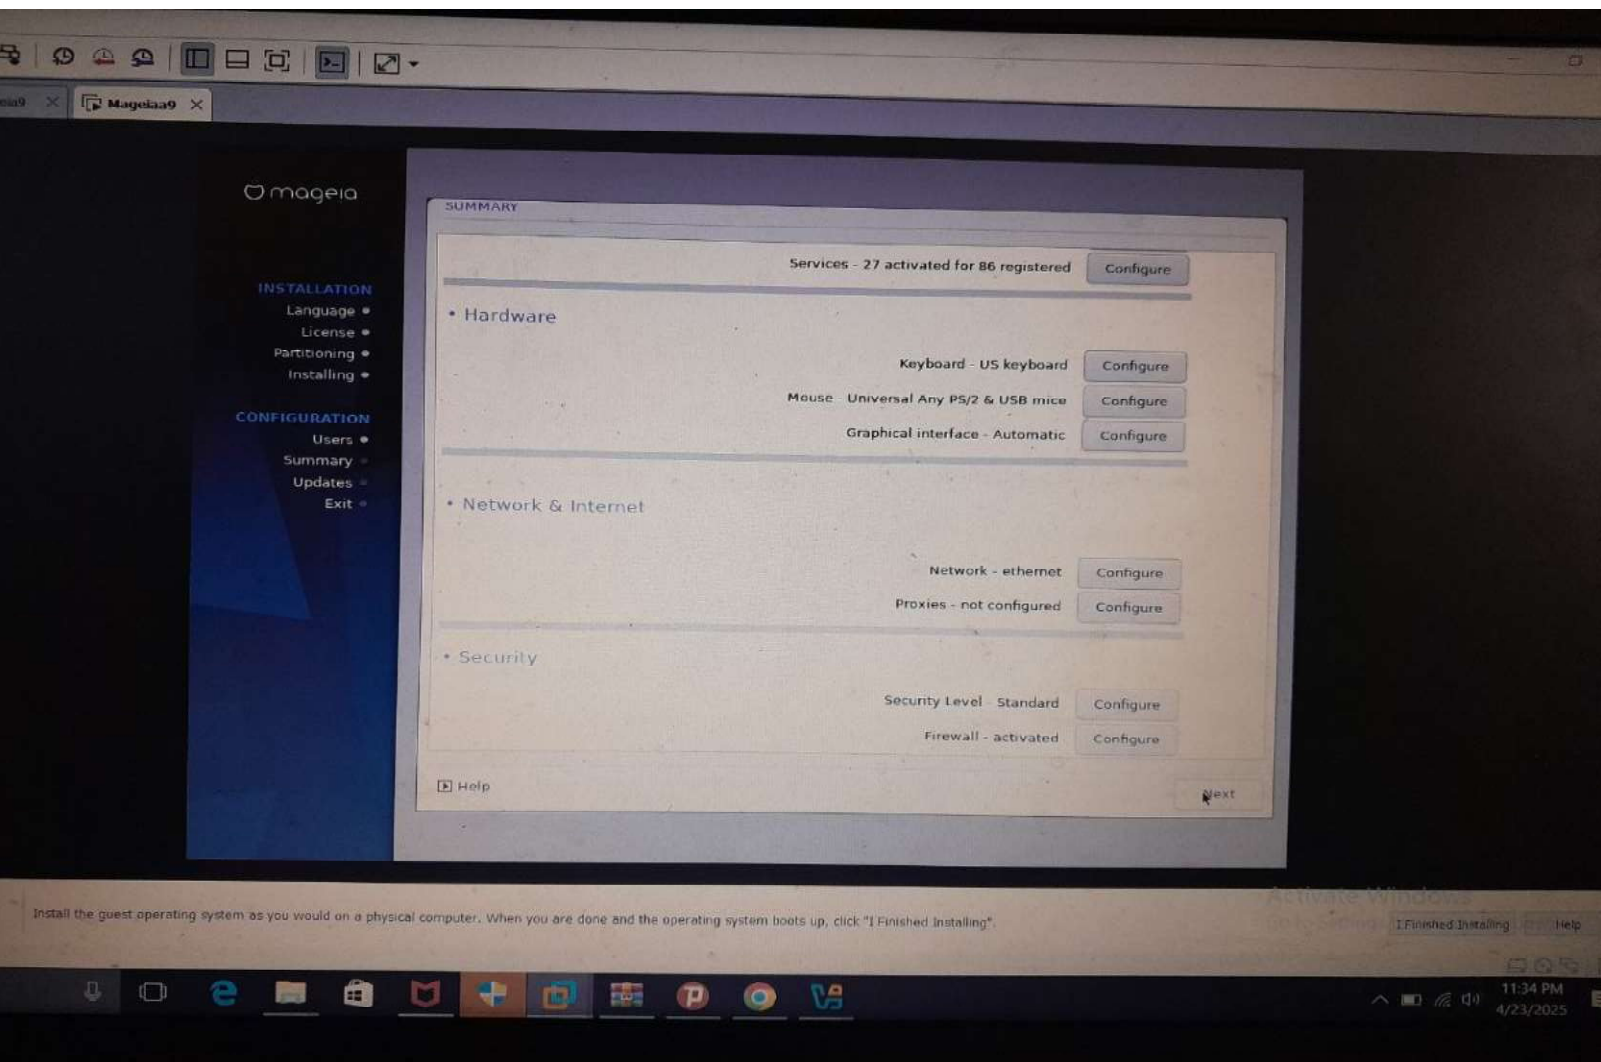 eia9
Mageiaa9
mageia
INSTALLATION
Language
License
Partitioning
Installing
CONFIGURATION
Users
Summary
Updates
Exit
SUMMARY
Services - 27 activated for 86 registered Configure
• Hardware
Keyboard - US keyboard Configure
Mouse - Universal Any PS/2 & USB mice Configure
Graphical interface - Automatic Configure
• Network & Internet
Network - ethernet Configure
Proxies - not configured Configure
• Security
Security Level - Standard Configure
Firewall - activated Configure
Help
Next
Activate Windows
Install the guest operating system as you would on a physical computer. When you are done and the operating system boots up, click "I Finished Installing".
I Finished Installing
Help
11:34 PM
4/23/2025